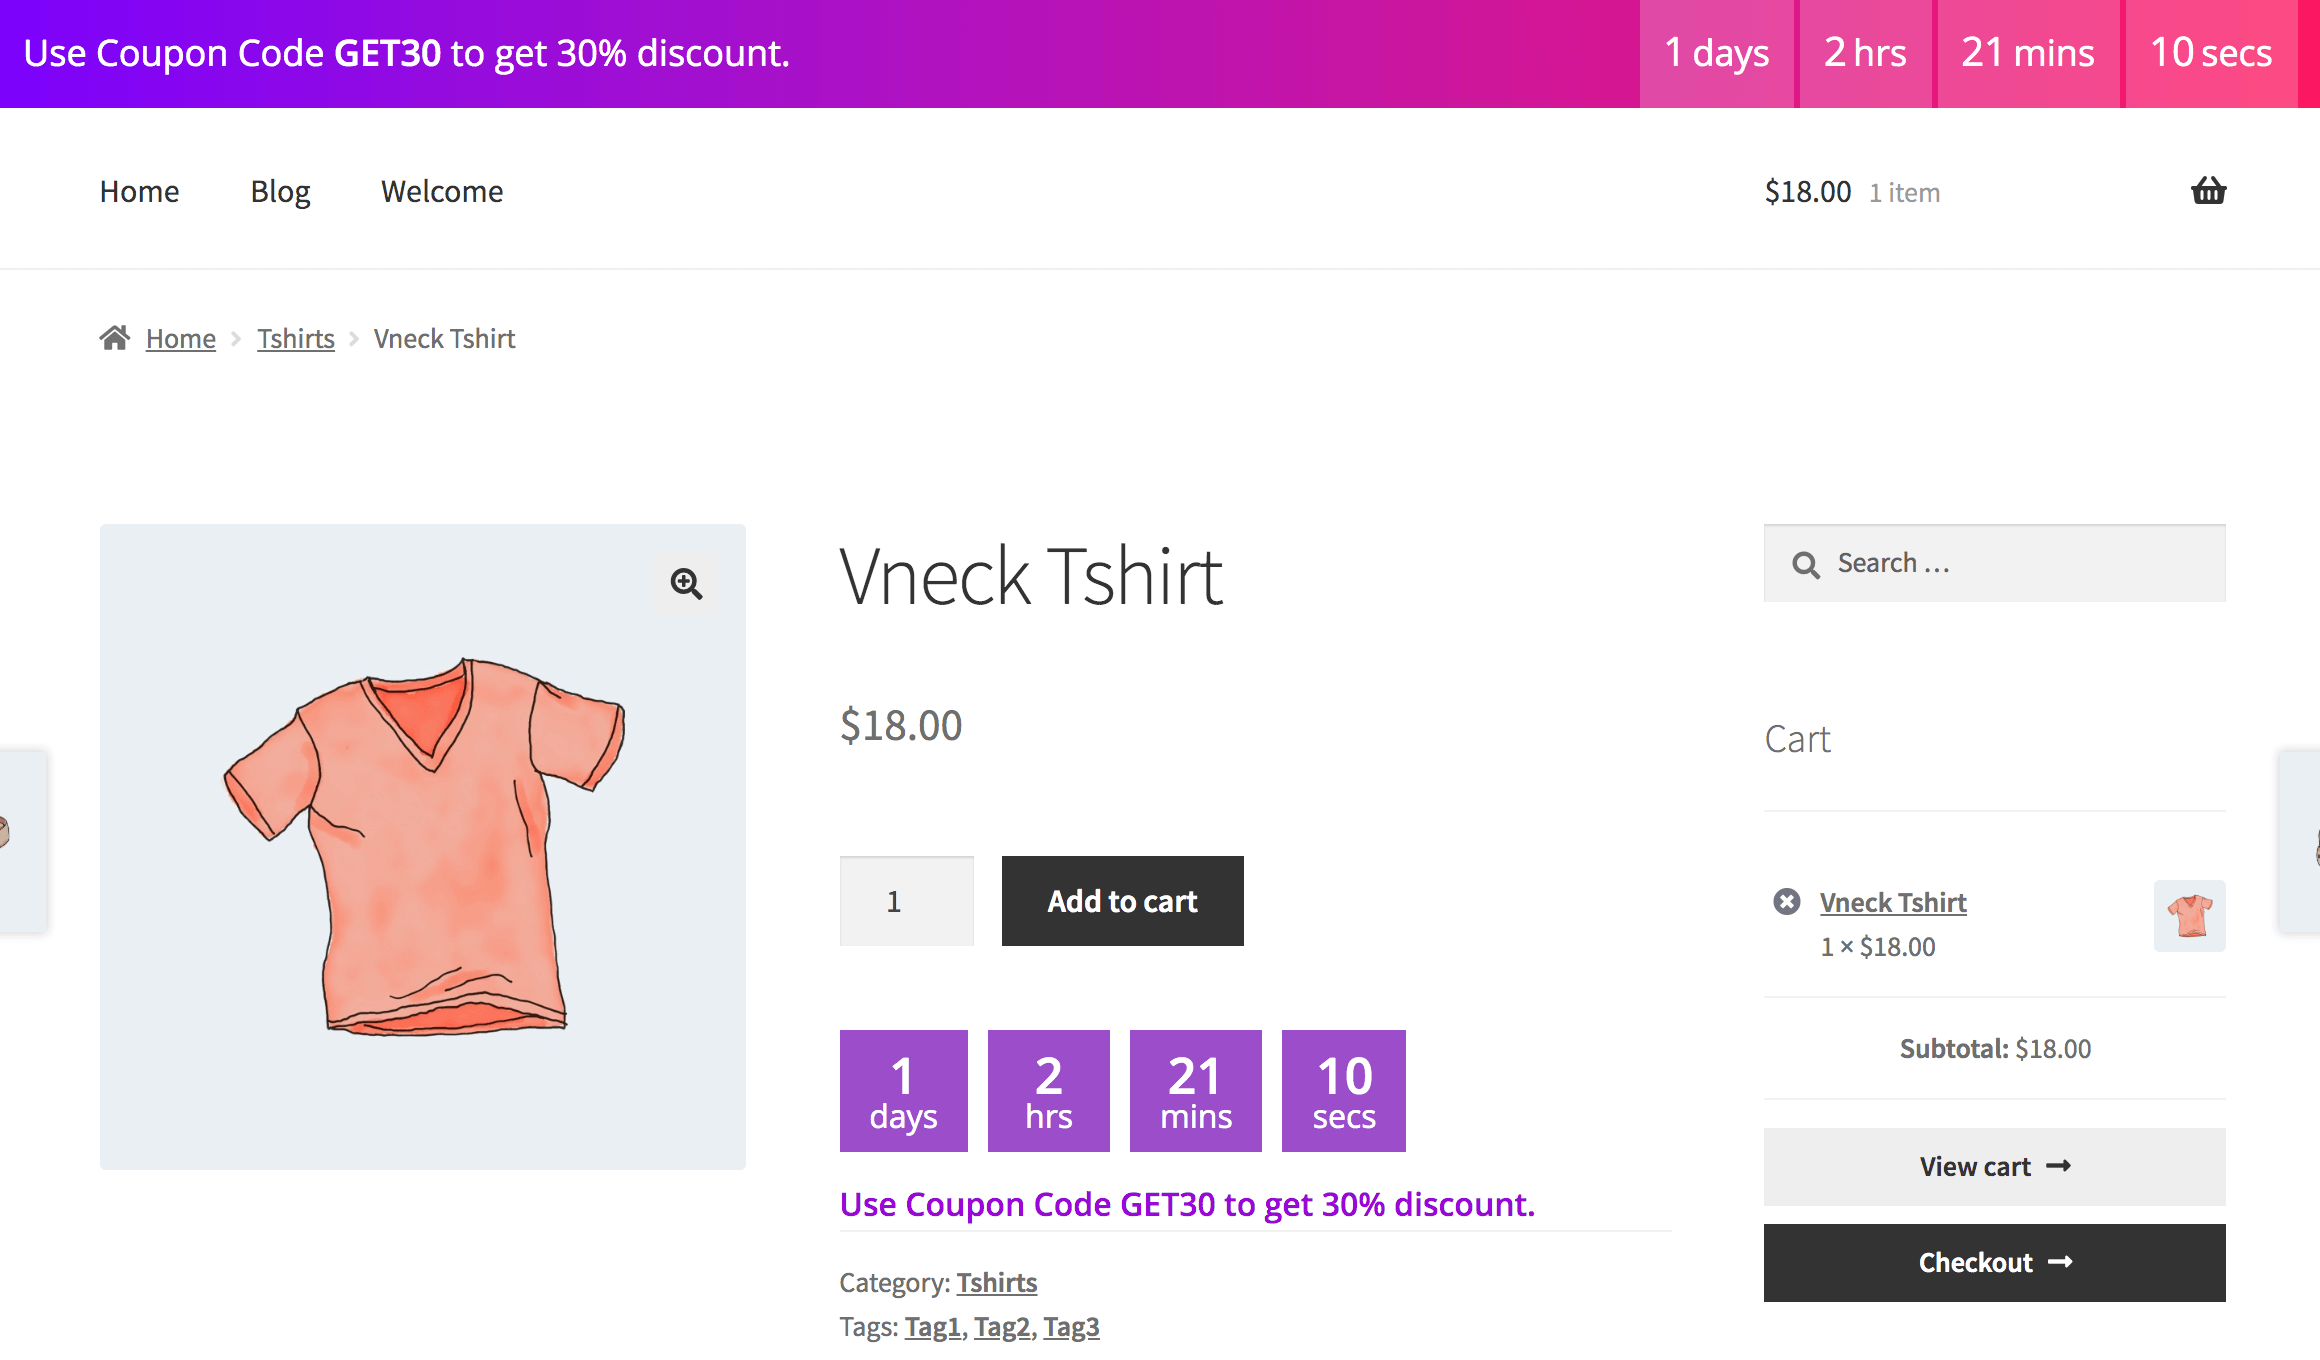 Use Coupon Code GET30 to get 30% discount. 1 days 2 hrs 21 mins 10 secs
Home Blog Welcome $18.00 1 item
Home Tshirts Vneck Tshirt
Vneck Tshirt
$18.00
1 Add to cart
1 2 21 10
days hrs mins secs
Use Coupon Code GET30 to get 30% discount.
Category: Tshirts
Tags: Tag1, Tag2, Tag3
Search …
Cart
Vneck Tshirt
1 × $18.00
Subtotal: $18.00
View cart
Checkout